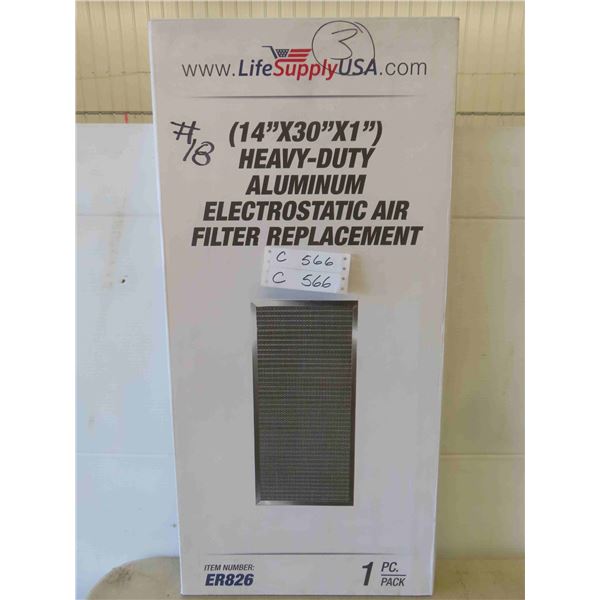 3
www.LifeSupplyUSA.com
#18
(14"X30"X1")
HEAVY-DUTY
ALUMINUM
ELECTROSTATIC AIR
FILTER REPLACEMENT
C 566
C 566
ITEM NUMBER:
ER826
1 PC.
PACK